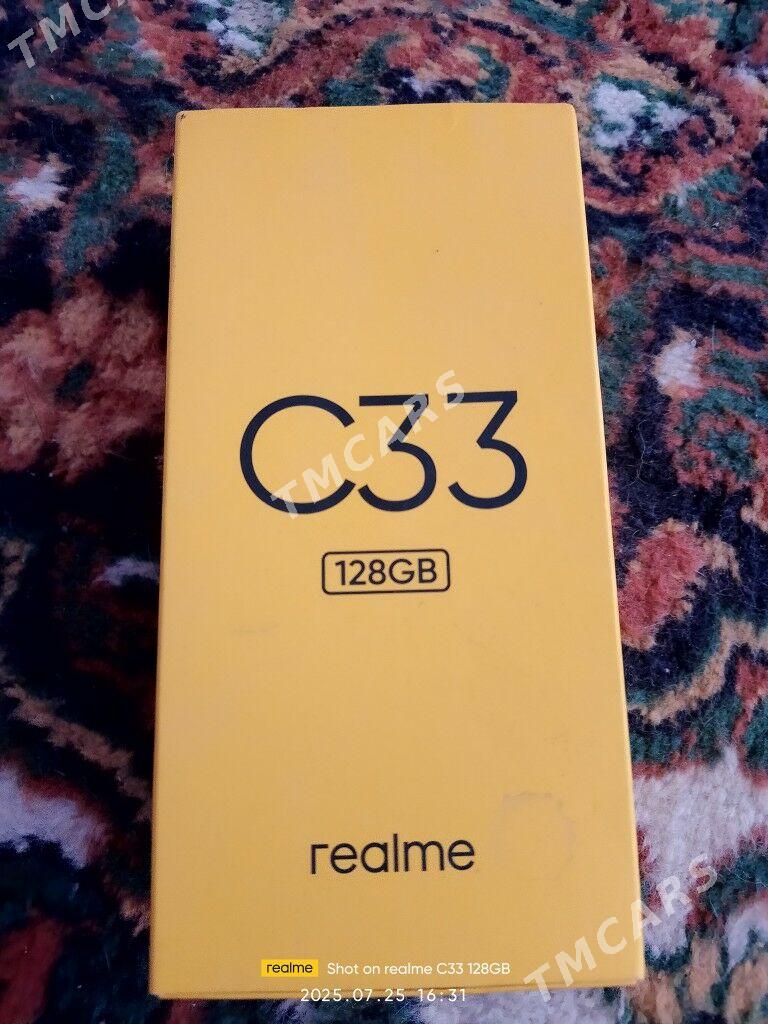 TMCARS
C33
TMCARS
128GB
realme
TMCARS
realme Shot on realme C33 128GB
2025.07.25 16:31